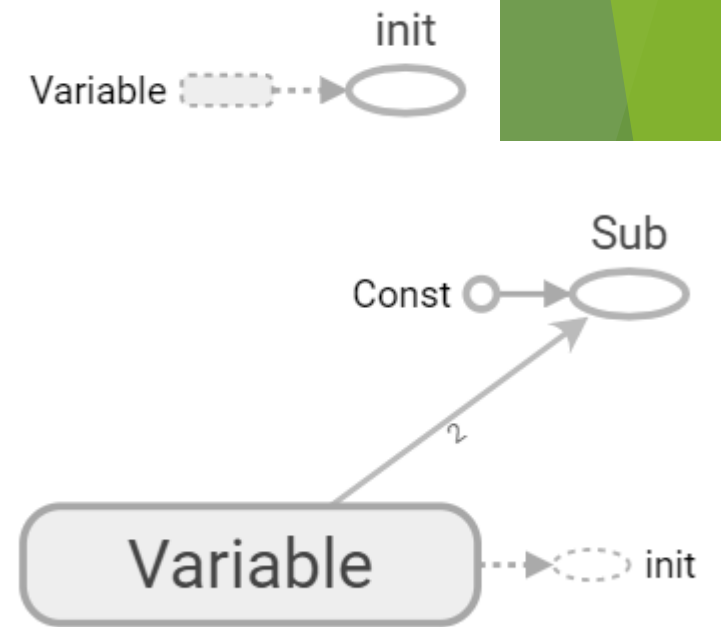 init
Variable
Sub
Const
2
Variable
init